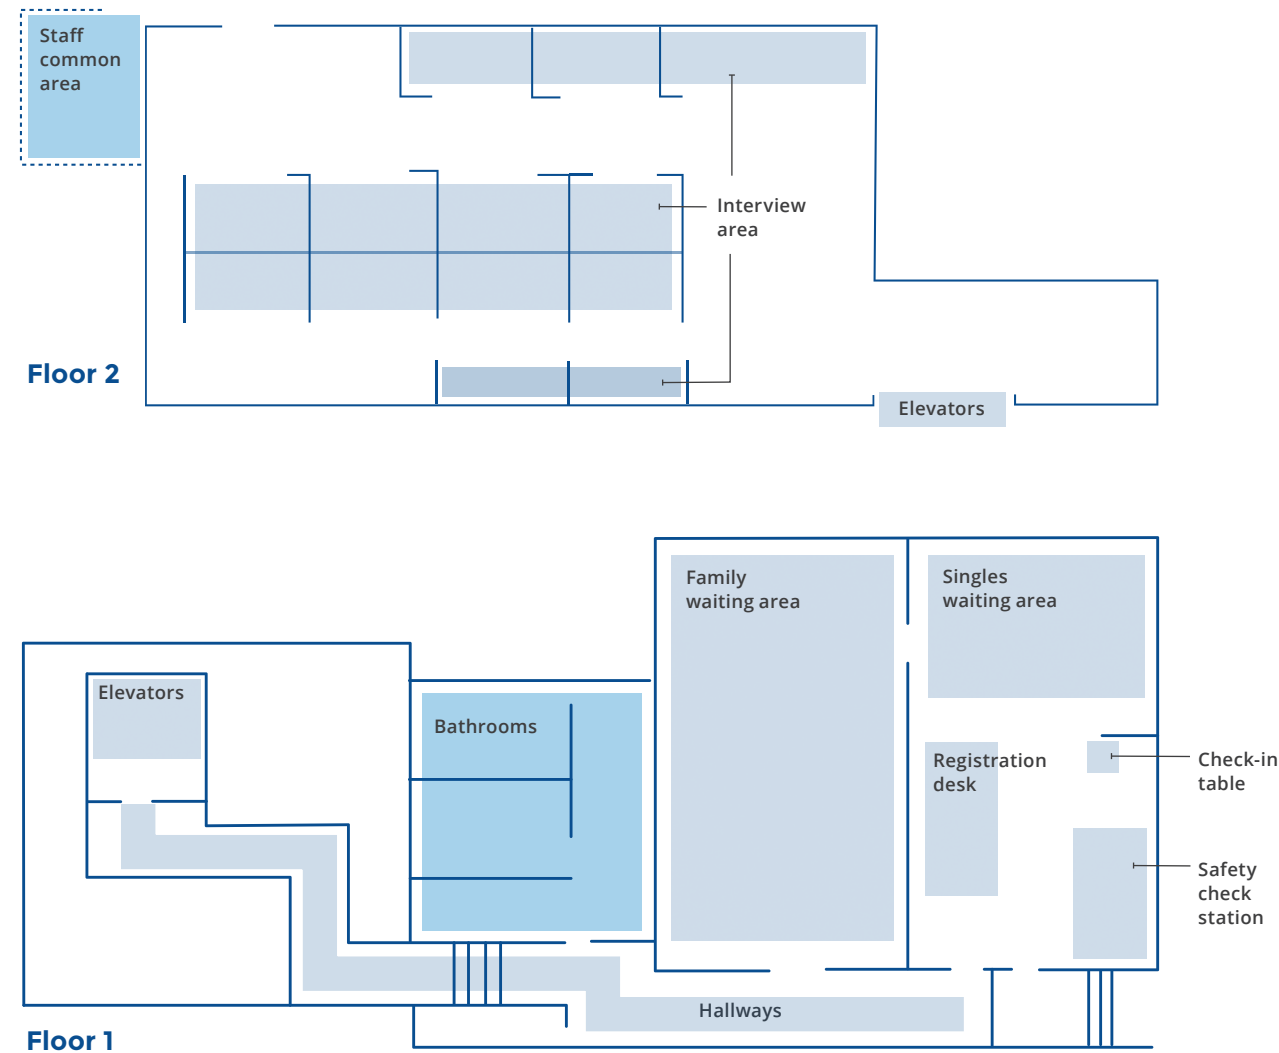 Staff
common
area
Interview
area
Floor 2
Elevators
Family
waiting area
Singles
waiting area
Elevators
Bathrooms
Registration
desk
Check-in
table
Safety
check
station
Hallways
Floor 1